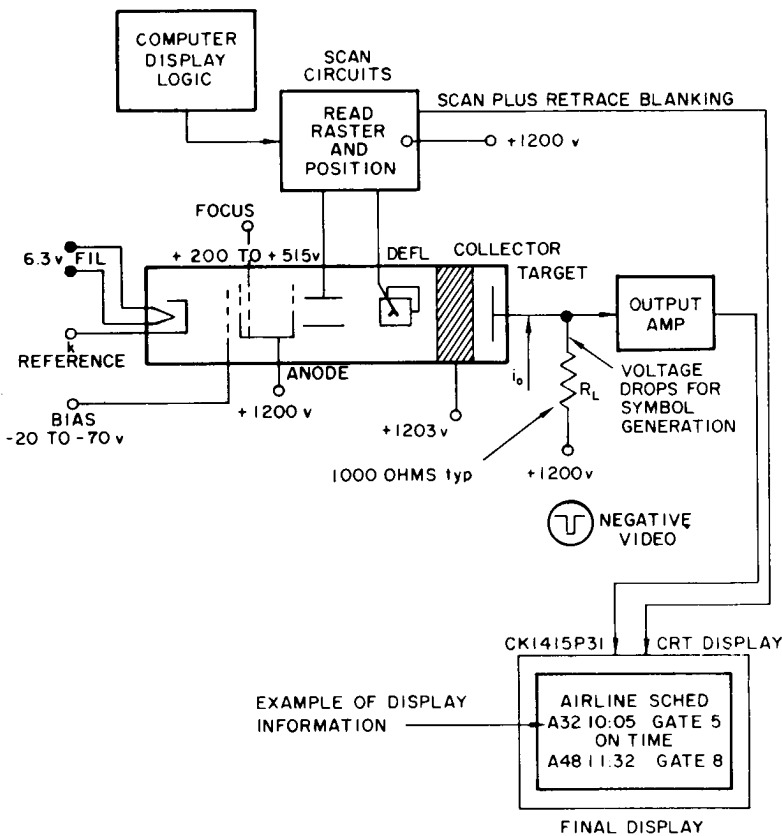 COMPUTER
DISPLAY
LOGIC
SCAN
CIRCUITS
READ
RASTER
AND
POSITION
SCAN PLUS RETRACE BLANKING
+1200 v
FOCUS
+ 200 TO +515v
DEFL
COLLECTOR
TARGET
6.3 v FIL
k
REFERENCE
BIAS
-20 TO -70 v
ANODE
+1200v
+1203 v
i₀
R_L
OUTPUT
AMP
VOLTAGE
DROPS FOR
SYMBOL
GENERATION
1000 OHMS typ
+1200v
NEGATIVE
VIDEO
CK1415P31
CRT DISPLAY
EXAMPLE OF DISPLAY
INFORMATION
AIRLINE SCHED
A32 10:05 GATE 5
ON TIME
A48 11:32 GATE 8
FINAL DISPLAY